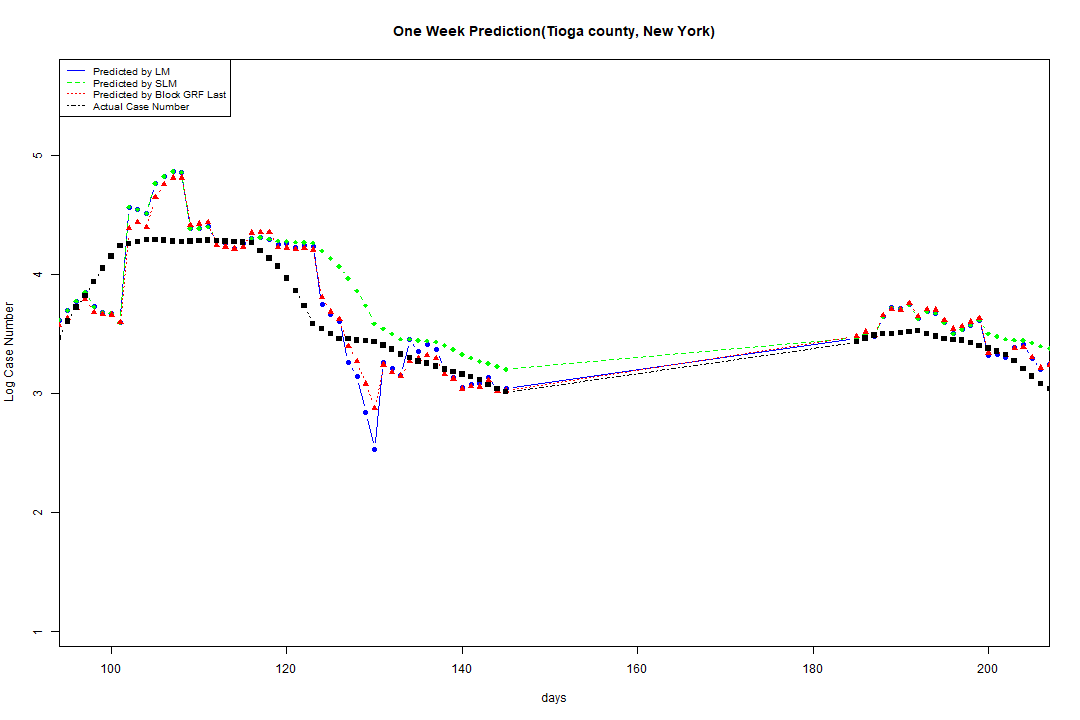 One Week Prediction(Tioga county, New York)
Predicted by LM
Predicted by SLM
Predicted by Block GRF Last
Actual Case Number
5
4
3
2
1
Log Case Number
100 120 140 160 180 200
days